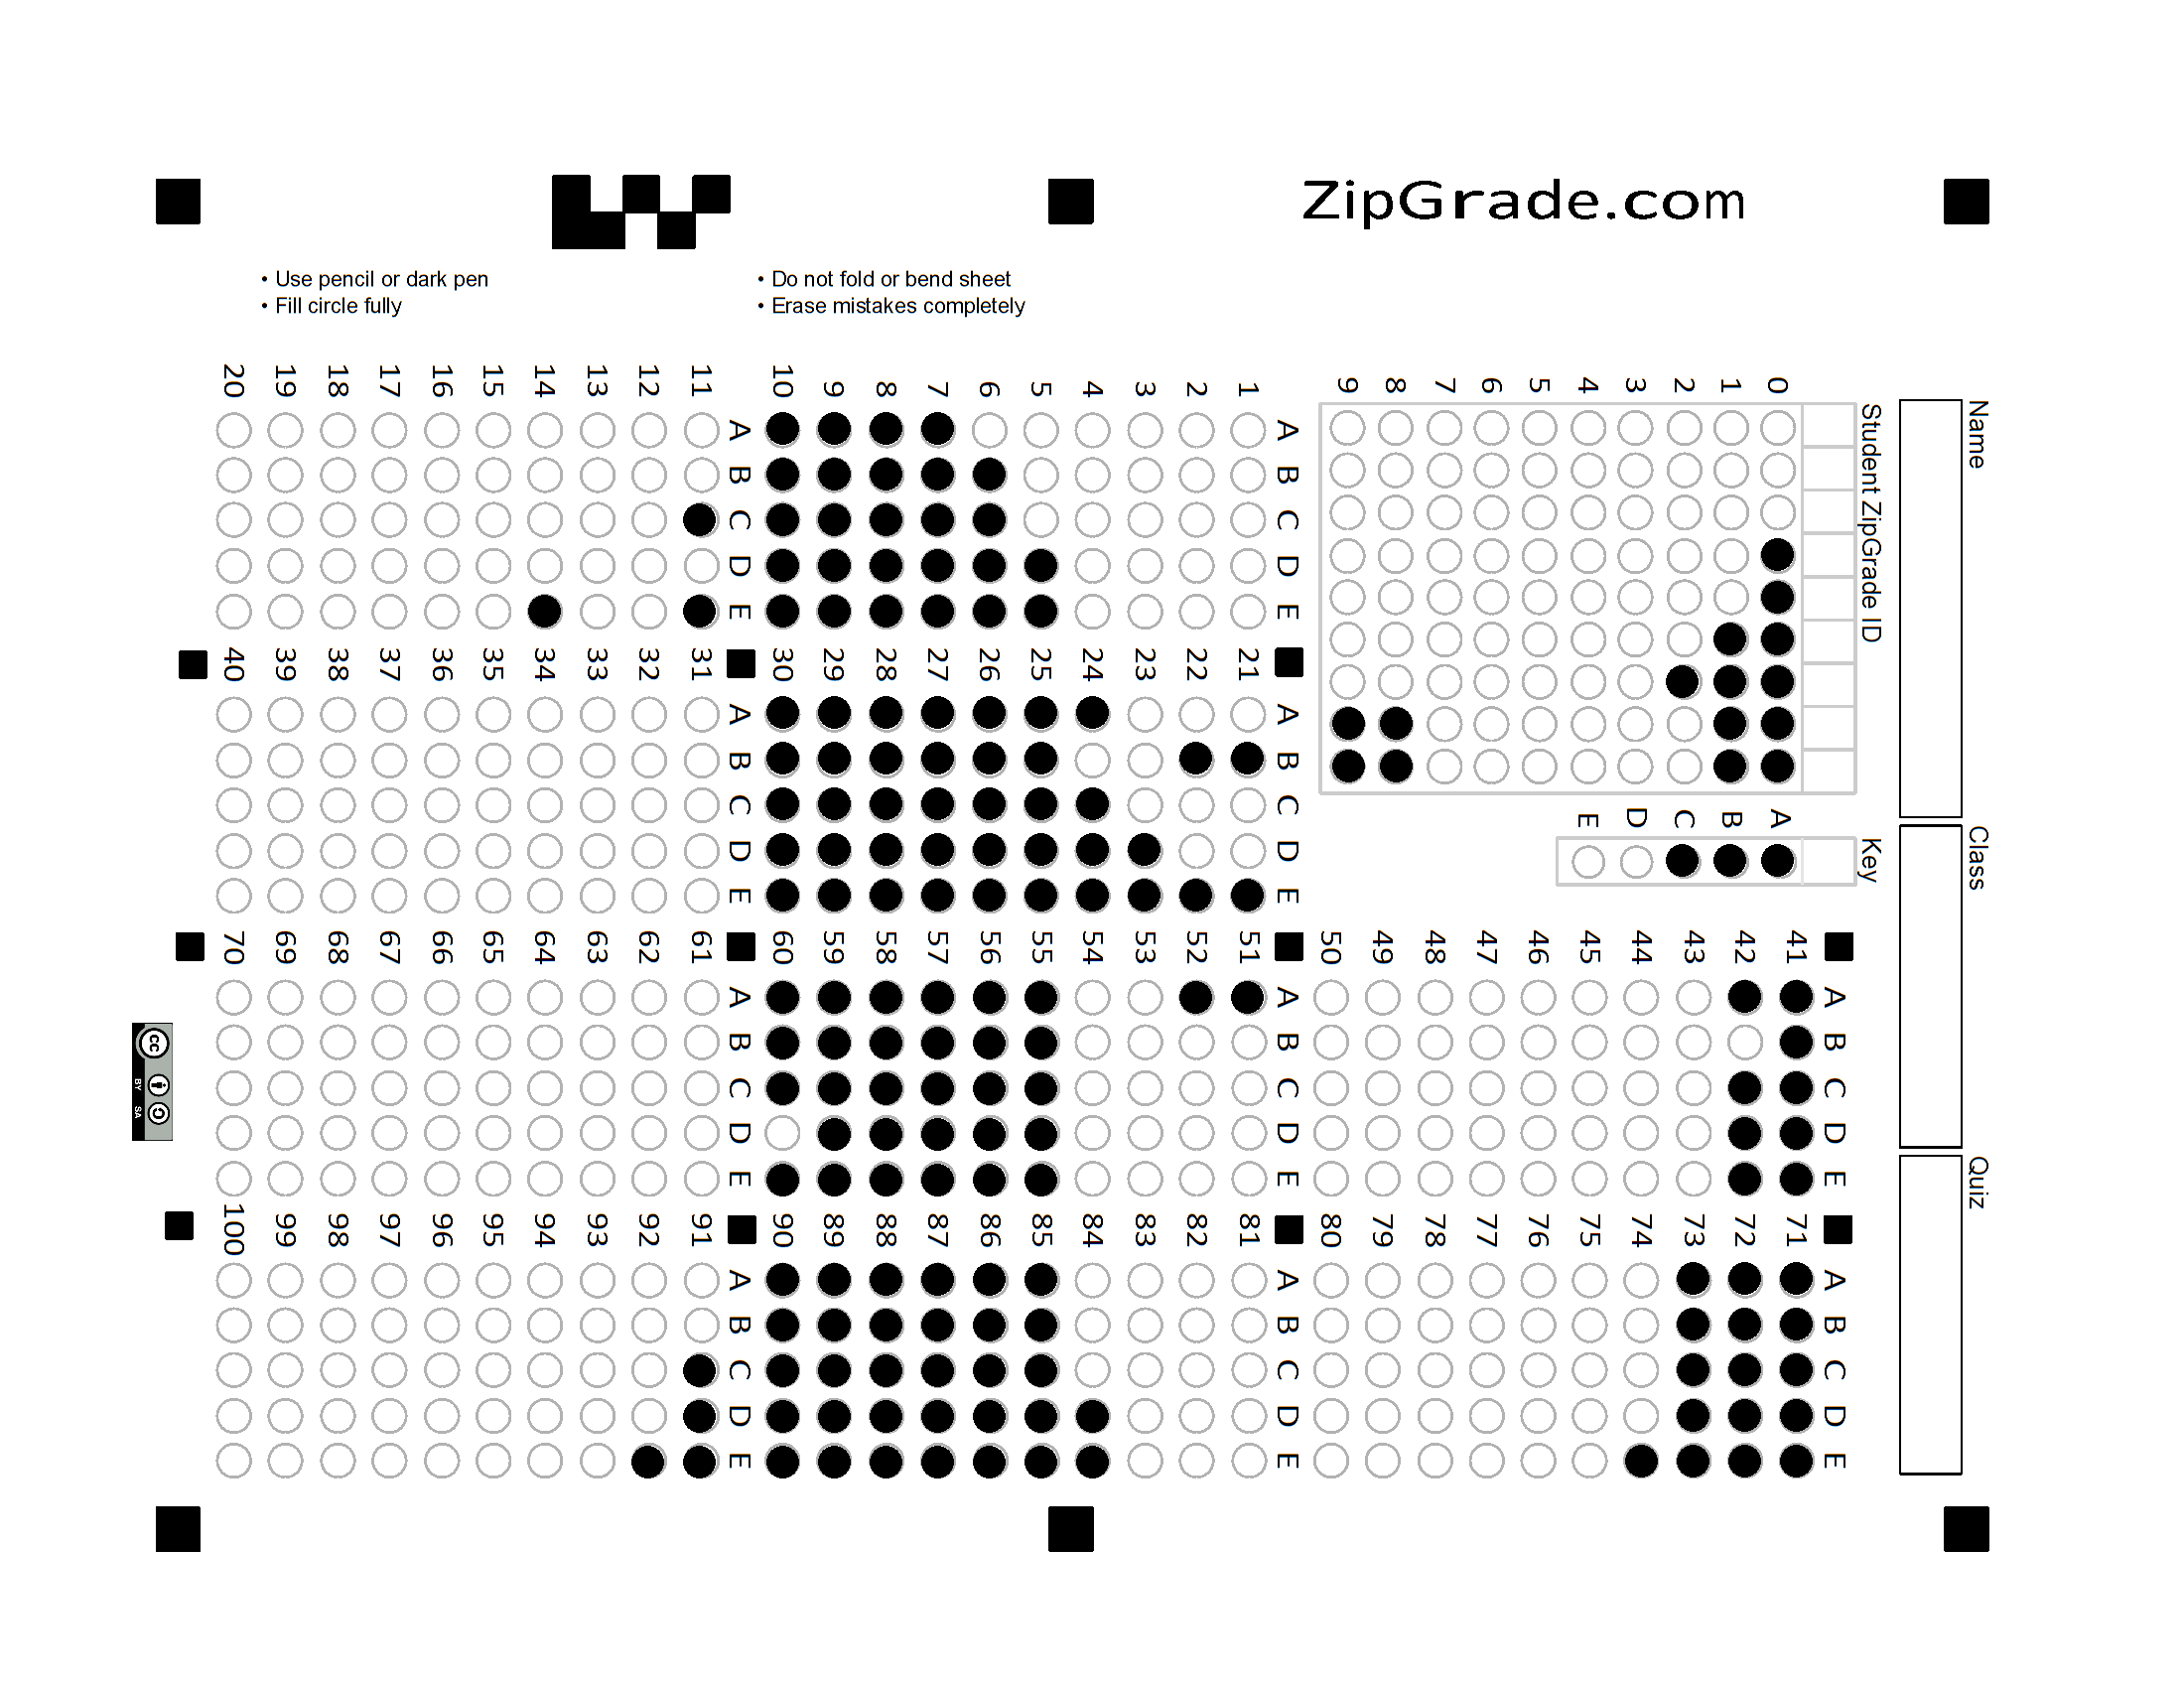 ZipGrade.com
• Use pencil or dark pen
• Fill circle fully
• Do not fold or bend sheet
• Erase mistakes completely
Name
Class
Quiz
Student ZipGrade ID
0 1 2 3 4 5 6 7 8 9
Key
A B C D E
1 2 3 4 5 6 7 8 9 10
A B C D E
11 12 13 14 15 16 17 18 19 20
A B C D E
21 22 23 24 25 26 27 28 29 30
A B C D E
31 32 33 34 35 36 37 38 39 40
A B C D E
41 42 43 44 45 46 47 48 49 50
A B C D E
51 52 53 54 55 56 57 58 59 60
A B C D E
61 62 63 64 65 66 67 68 69 70
A B C D E
71 72 73 74 75 76 77 78 79 80
A B C D E
81 82 83 84 85 86 87 88 89 90
A B C D E
91 92 93 94 95 96 97 98 99 100
A B C D E
cc BY SA